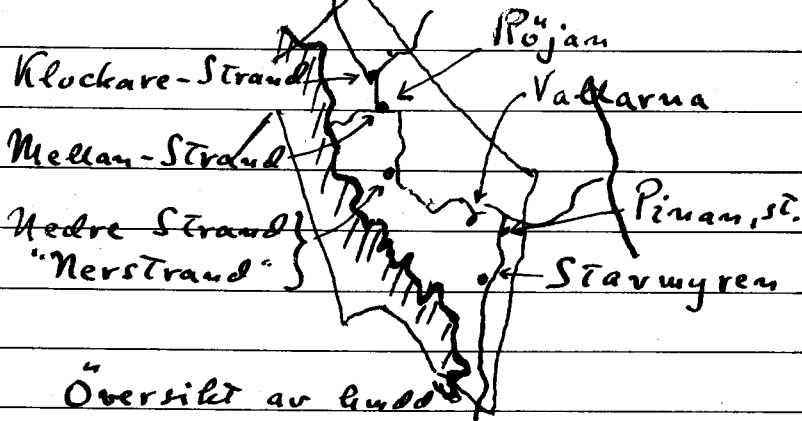 Röjan
Klockare-Strand
Vallarna
Mellan-Strand
Pinan, st.
Nedre Strand
"Nerstrand"
Stavmyren
Översikt av